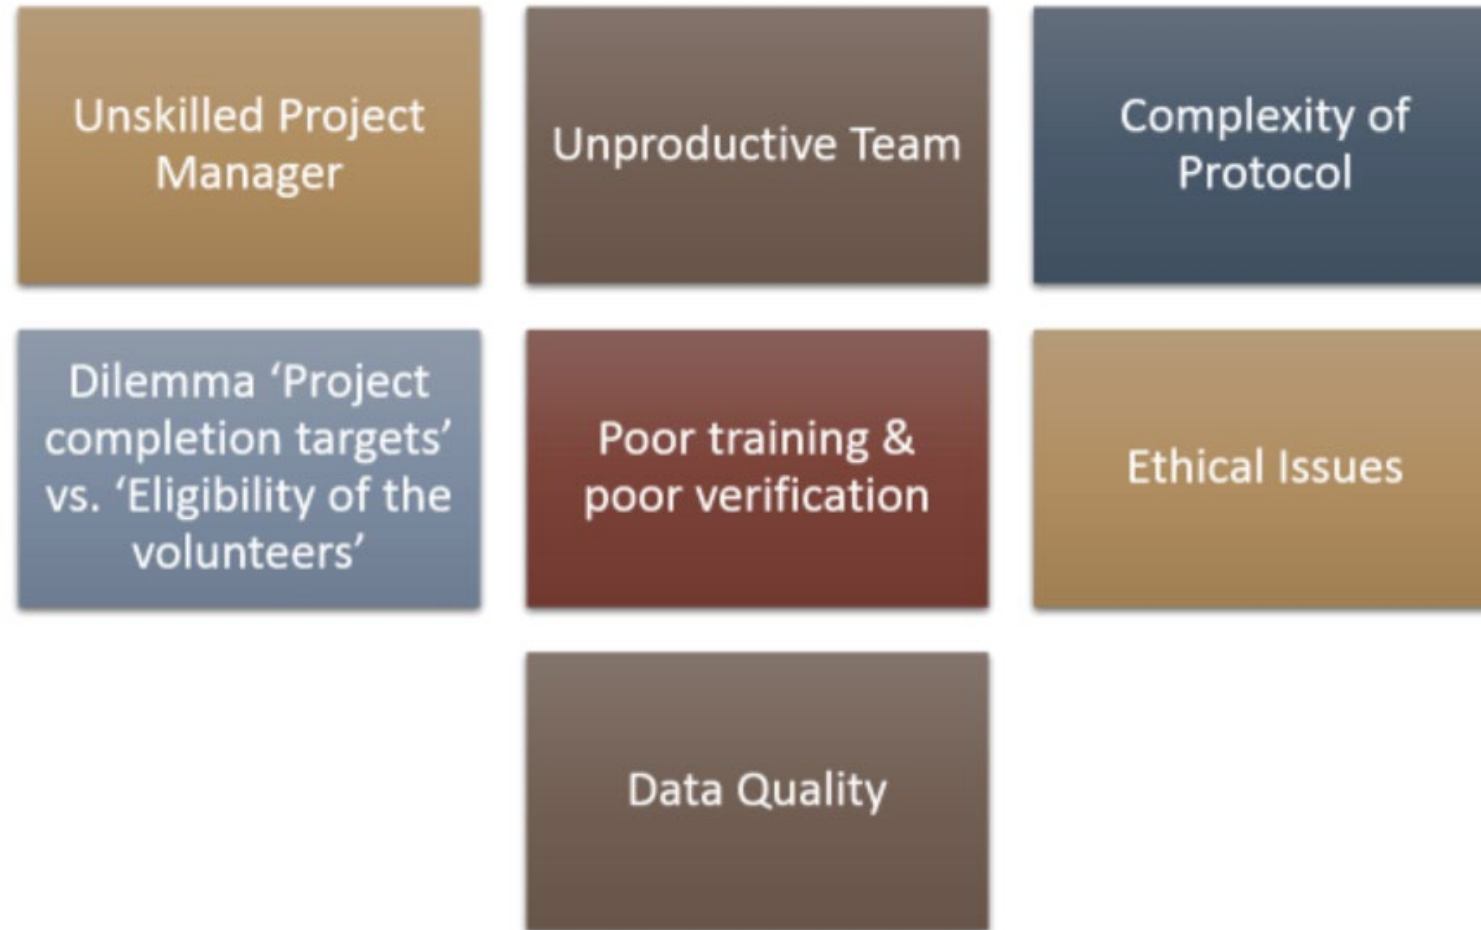 Unskilled Project
Manager
Unproductive Team
Complexity of
Protocol
Dilemma ‘Project
completion targets’
vs. ‘Eligibility of the
volunteers’
Poor training &
poor verification
Ethical Issues
Data Quality